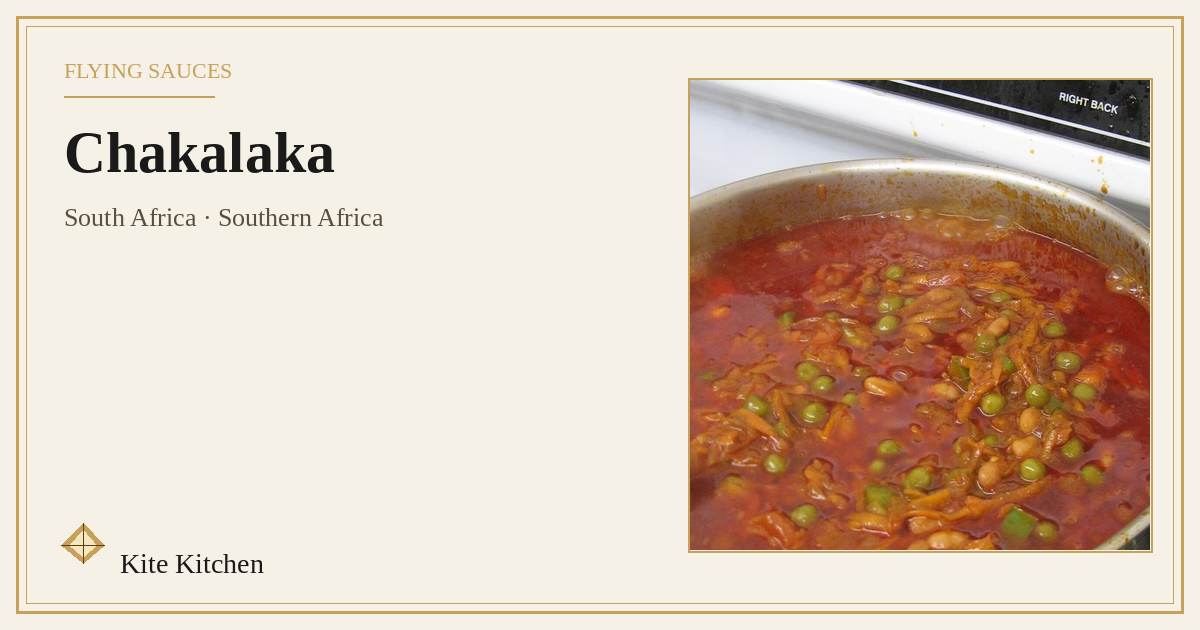 FLYING SAUCES
Chakalaka
South Africa · Southern Africa
RIGHT BACK
Kite Kitchen